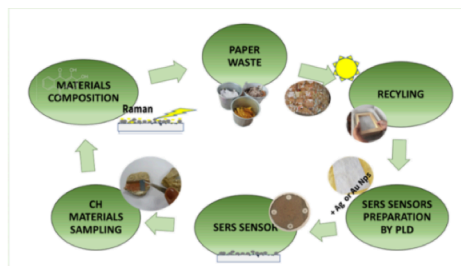 PAPER
WASTE
RECYLING
+ Ag or Au Nps
SERS SENSORS
PREPARATION
BY PLD
SERS SENSOR
CH
MATERIALS
SAMPLING
MATERIALS
COMPOSITION
Raman